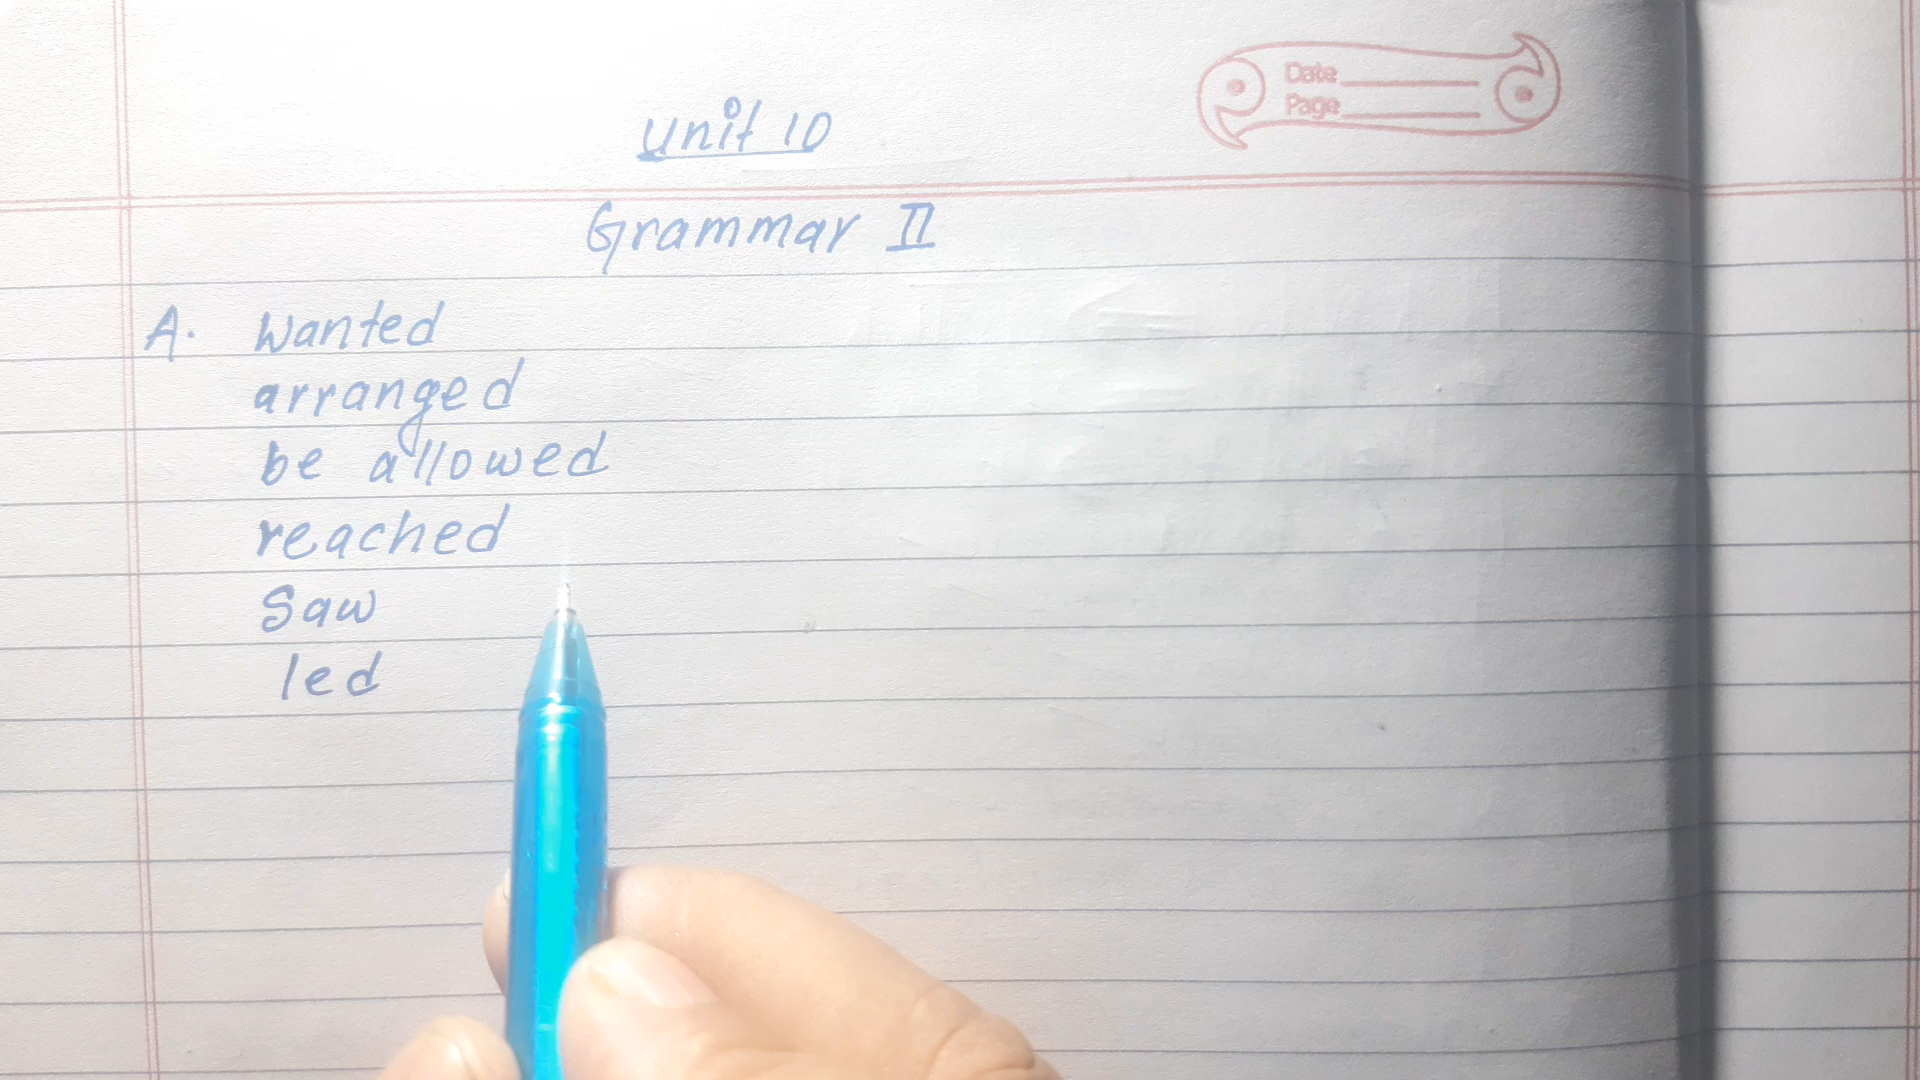 Date
Page
Unit 10
Grammar II
A. Wanted
arranged
be allowed
reached
Saw
led